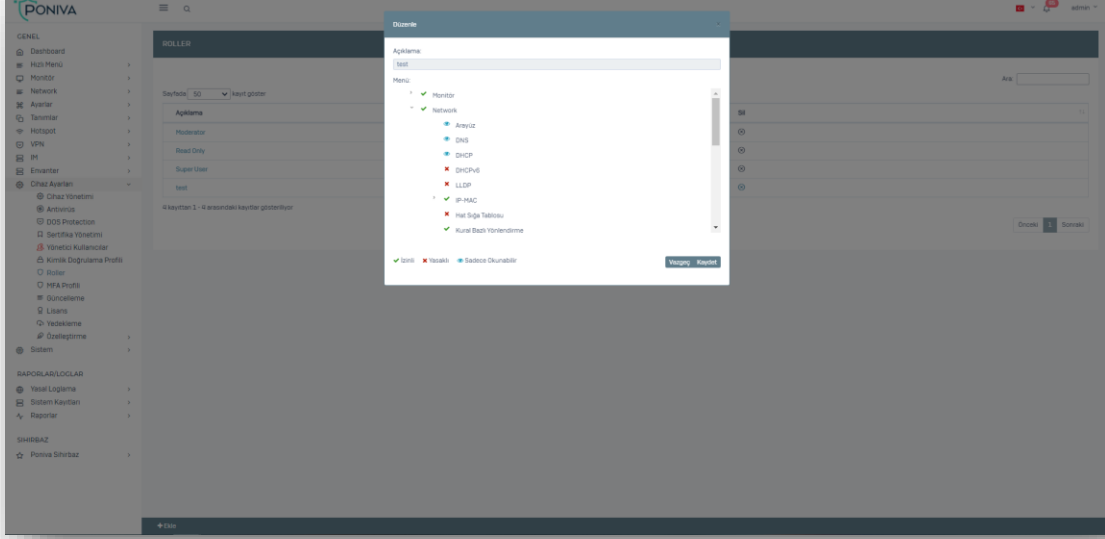 PONIVA
admin
GENEL
Dashboard
Hızlı Menü
Monitör
Network
Ayarlar
Tanımlar
Hotspot
VPN
IM
Envanter
Cihaz Ayarları
Cihaz Yönetimi
Antivirüs
DOS Protection
Sertifika Yönetimi
Yönetici Kullanıcılar
Kimlik Doğrulama Profili
Roller
MFA Profili
Güncelleme
Lisans
Yedekleme
Özelleştirme
Sistem
RAPORLAR/LOGLAR
Yasal Loglama
Sistem Kayıtları
Raporlar
SİHİRBAZ
Poniva Sihirbaz
ROLLER
Ara:
Sayfada 50 kayıt göster
Açıklama Sil
Moderatör
Read Only
Super User
test
4 kayıttan 1 - 4 arasındaki kayıtlar gösteriliyor
Önceki 1 Sonraki
Ekle
Düzenle
Açıklama:
test
Menü:
Monitör
Network
Arayüz
DNS
DHCP
DHCPv6
LLDP
IP-MAC
Hat Sığa Tablosu
Kural Bazlı Yönlendirme
İzinli Yasaklı Sadece Okunabilir
Vazgeç Kaydet